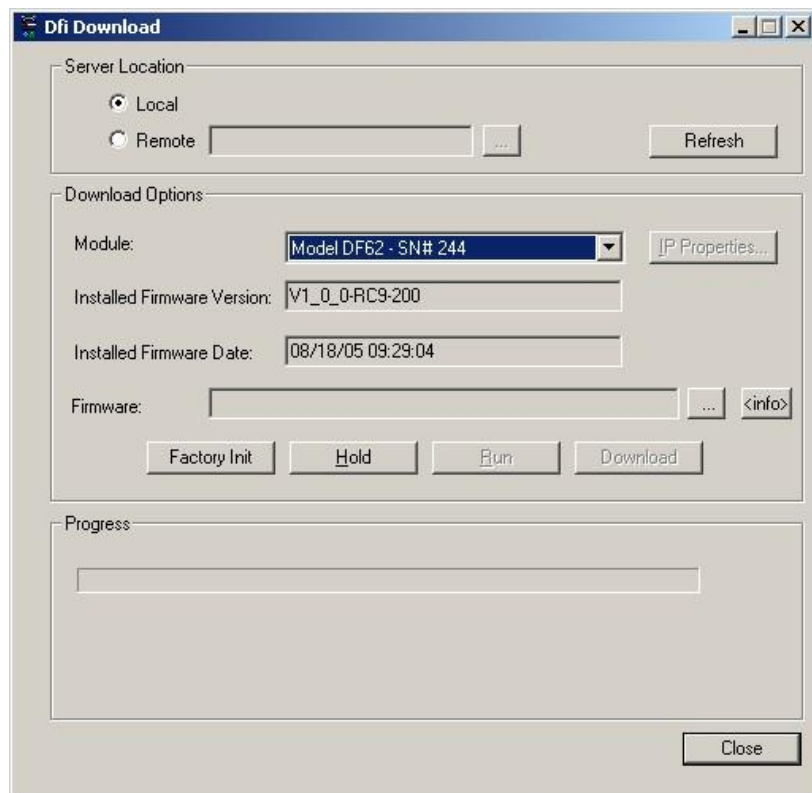 Dfi Download
Server Location
Local
Remote ... Refresh
Download Options
Module: Model DF62 - SN# 244 IP Properties...
Installed Firmware Version: V1_0_0-RC9-200
Installed Firmware Date: 08/18/05 09:29:04
Firmware: ... <info>
Factory Init Hold Run Download
Progress
Close